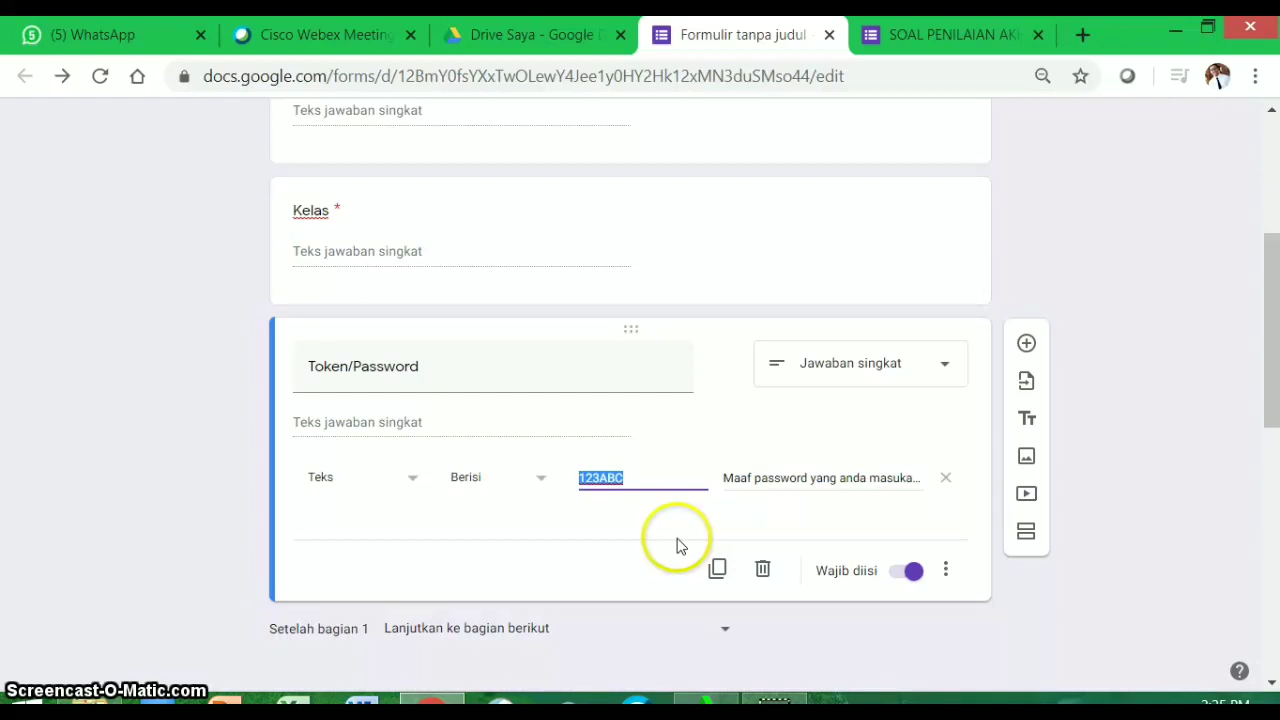 (5) WhatsApp
Cisco Webex Meeting
Drive Saya - Google D
Formulir tanpa judul -
SOAL PENILAIAN AKH
docs.google.com/forms/d/12BmY0fsYXxTnOLewY4Jee1y0HY2Hk12xMN3duSMso44/edit
Teks jawaban singkat
Kelas *
Teks jawaban singkat
Token/Password
Jawaban singkat
Teks jawaban singkat
Teks
Berisi
123ABC
Maaf password yang anda masuka...
Wajib diisi
Setelah bagian 1
Lanjutkan ke bagian berikut
Screencast-O-Matic.com